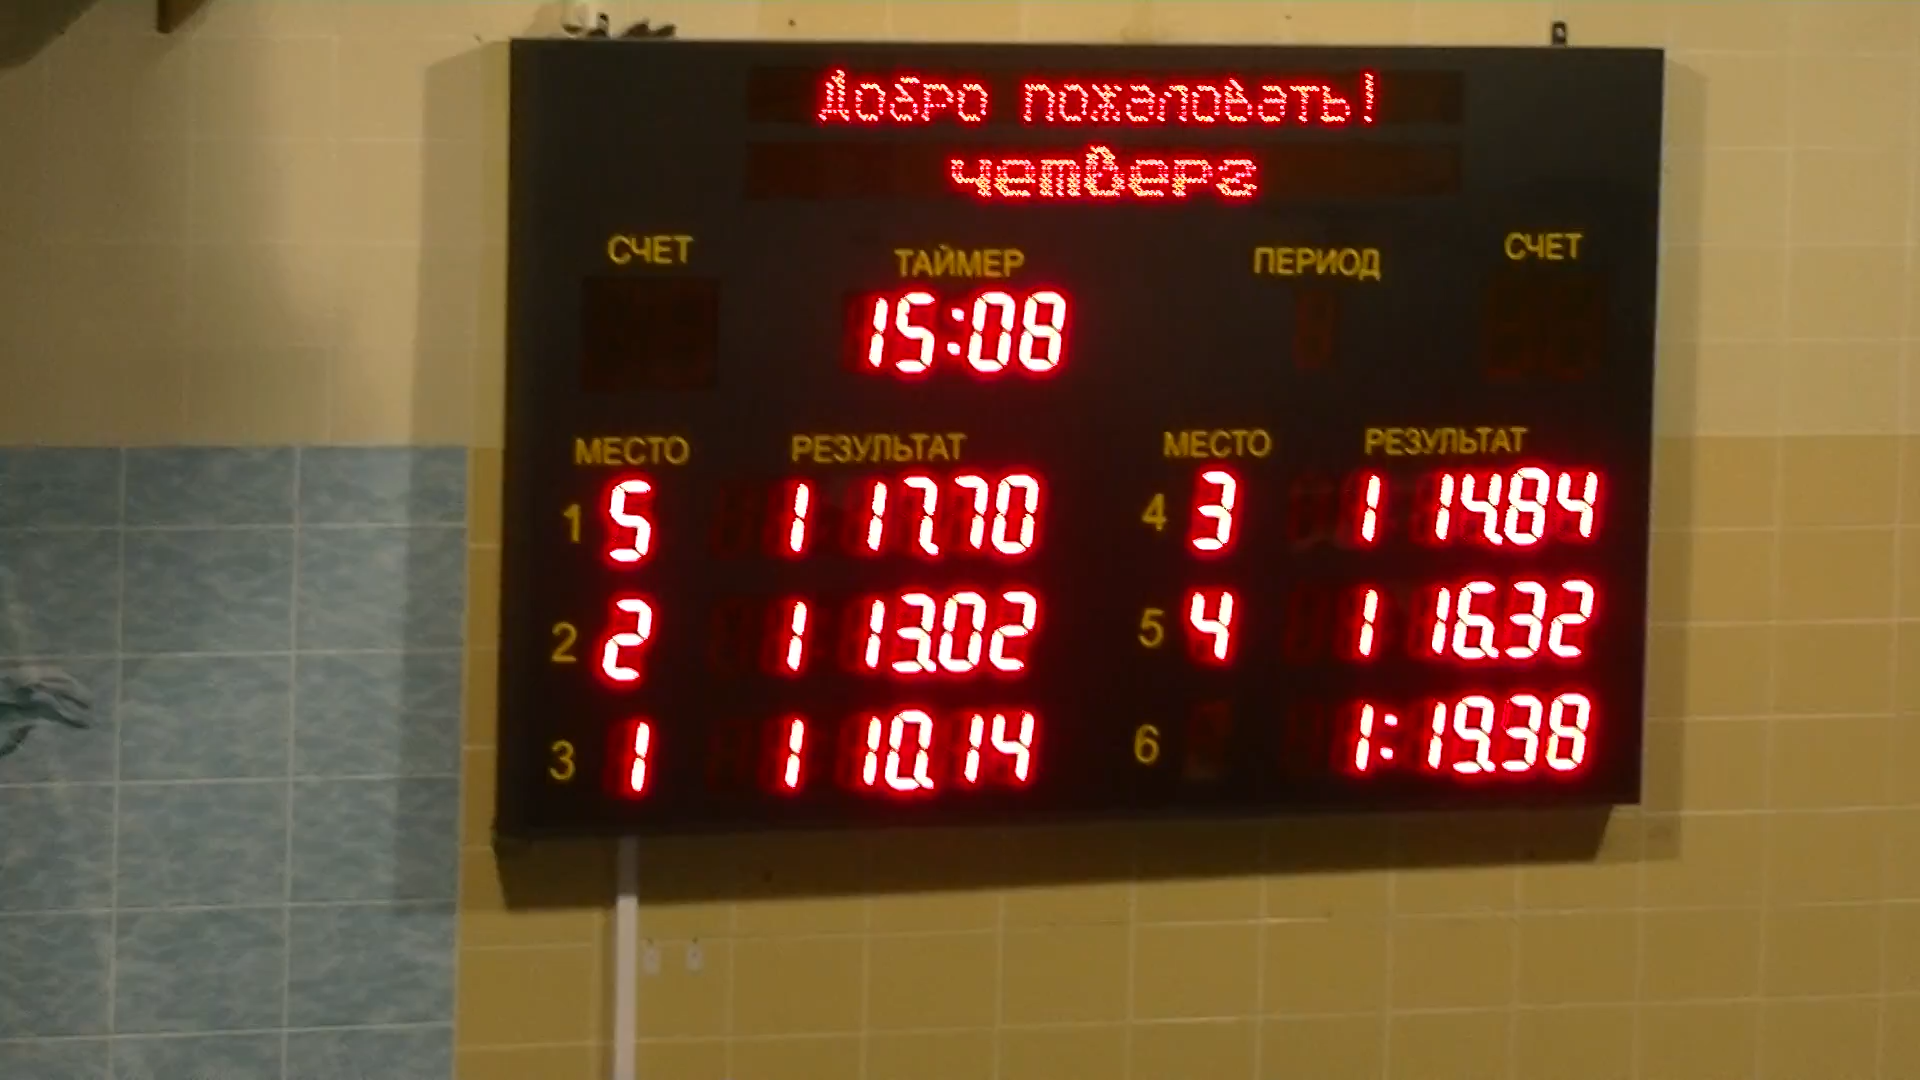 Добро пожаловать!
четверг
СЧЕТ ТАЙМЕР ПЕРИОД СЧЕТ
15:08
МЕСТО РЕЗУЛЬТАТ МЕСТО РЕЗУЛЬТАТ
1 5 1 17.70 4 3 1 14.84
2 2 1 13.02 5 4 1 16.32
3 1 1 10.14 6 1:19.38